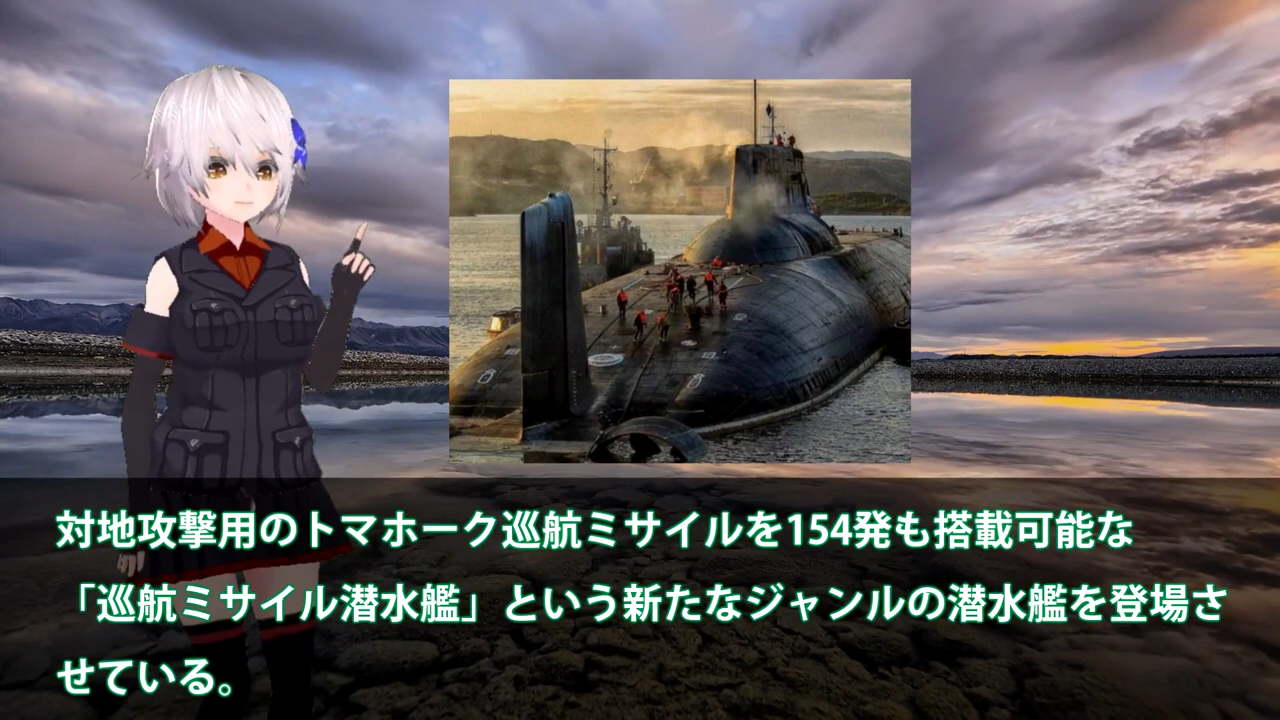 対地攻撃用のトマホーク巡航ミサイルを154発も搭載可能な
「巡航ミサイル潜水艦」という新たなジャンルの潜水艦を登場さ
せている。